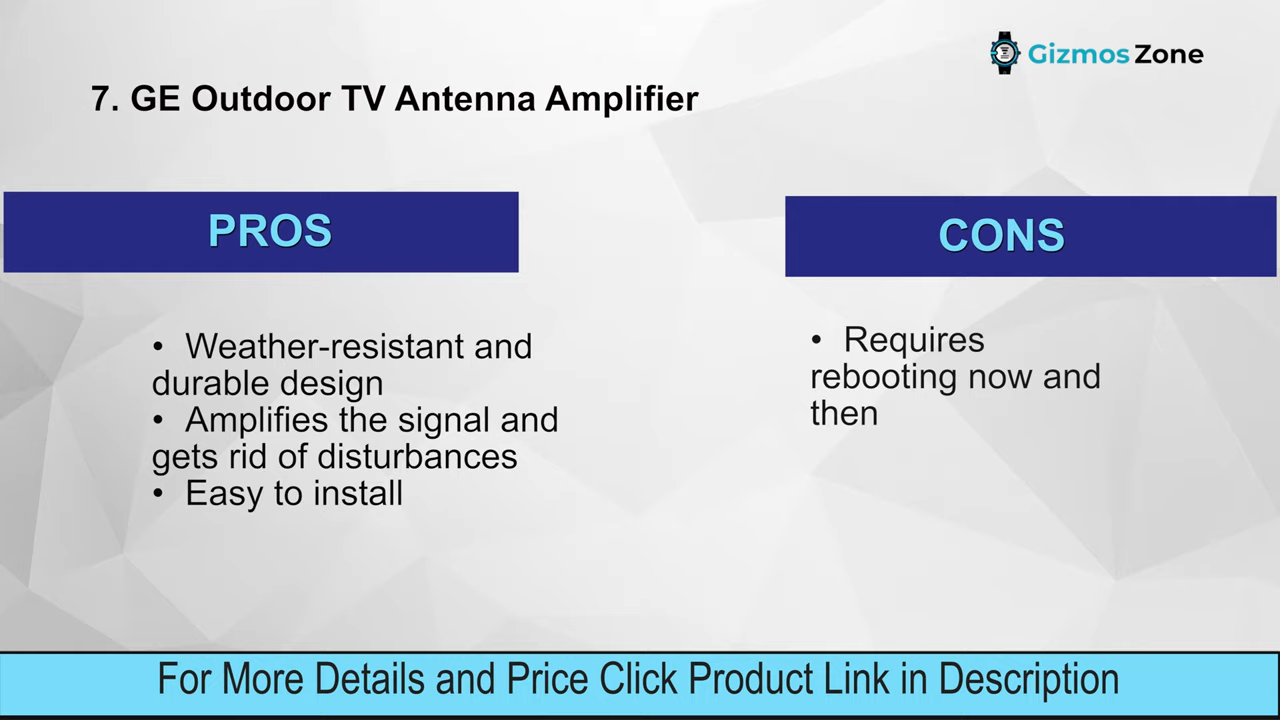 Gizmos Zone
7. GE Outdoor TV Antenna Amplifier
PROS
• Weather-resistant and
durable design
• Amplifies the signal and
gets rid of disturbances
• Easy to install
CONS
• Requires
rebooting now and
then
For More Details and Price Click Product Link in Description